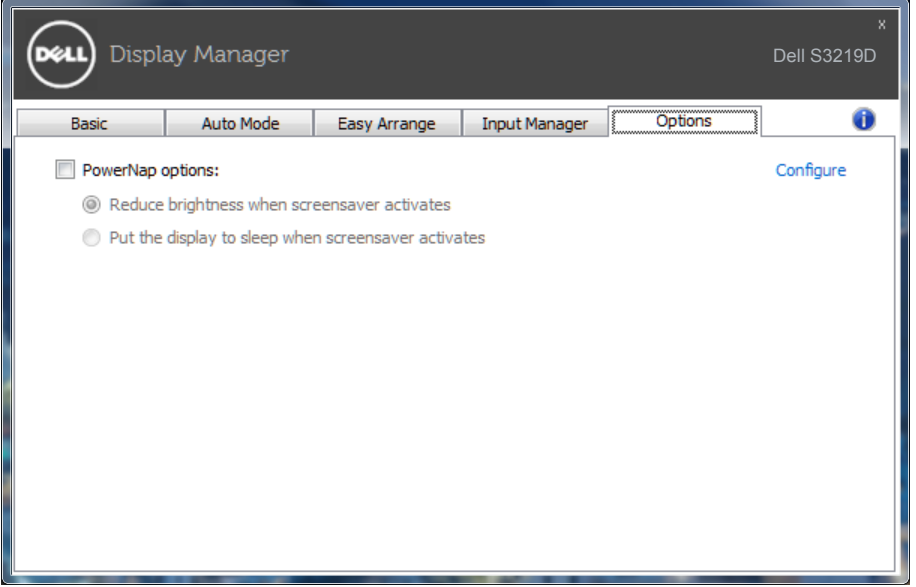 x
DELL Display Manager Dell S3219D
Basic Auto Mode Easy Arrange Input Manager Options i
PowerNap options: Configure
Reduce brightness when screensaver activates
Put the display to sleep when screensaver activates